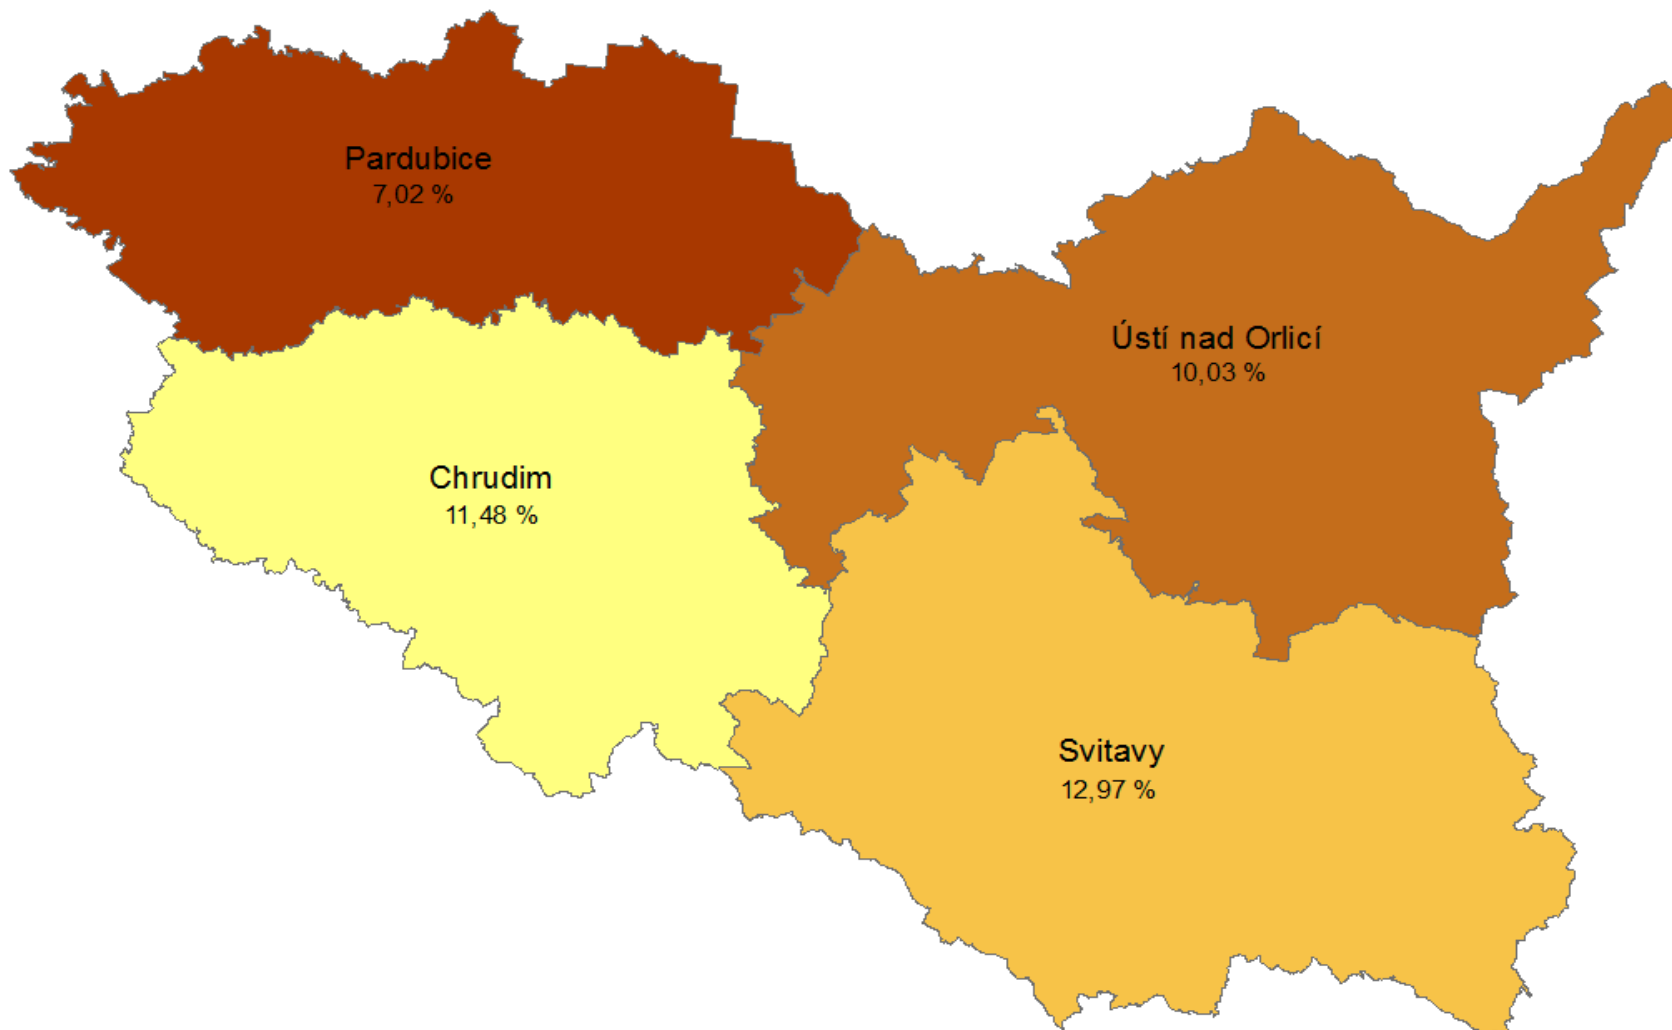 Pardubice
7,02 %
Ústí nad Orlicí
10,03 %
Chrudim
11,48 %
Svitavy
12,97 %